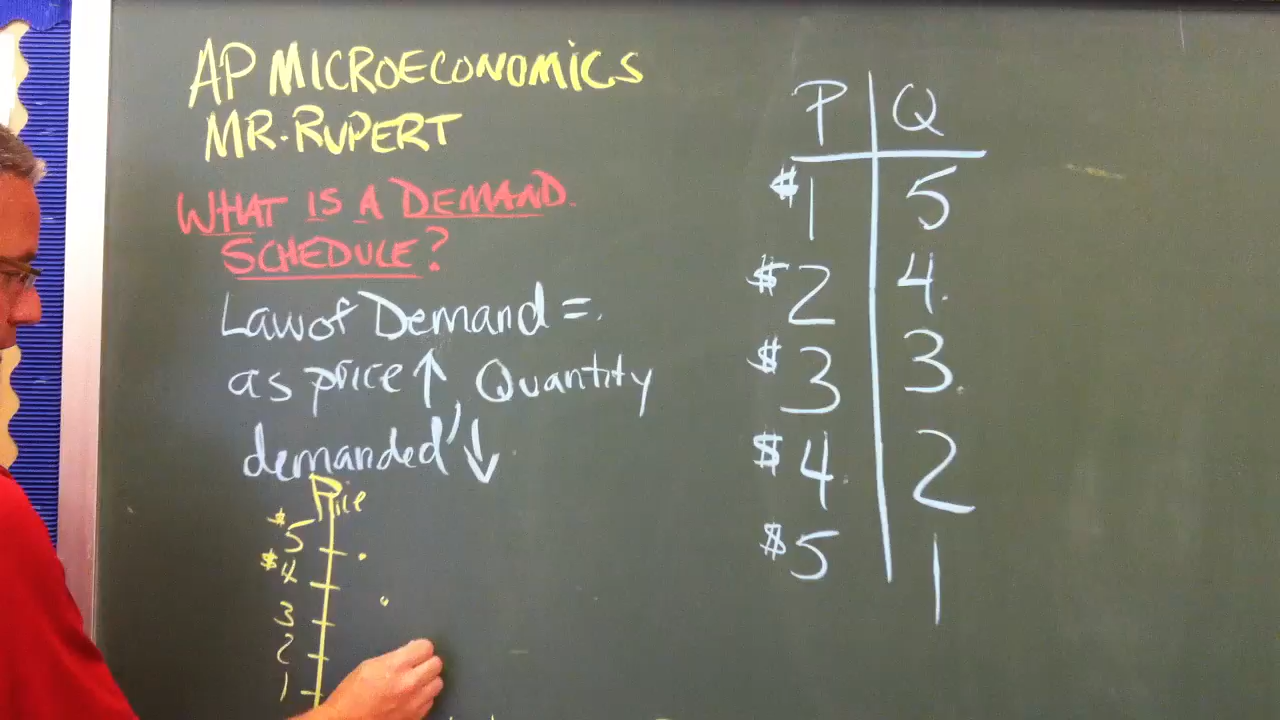 AP MICROECONOMICS
MR. RUPERT
WHAT IS A DEMAND
SCHEDULE?
Law of Demand =
as price ↑, Quantity
demanded ↓
Price
$5
$4
3
2
1
P Q
$1 5
$2 4
$3 3
$4 2
$5 1